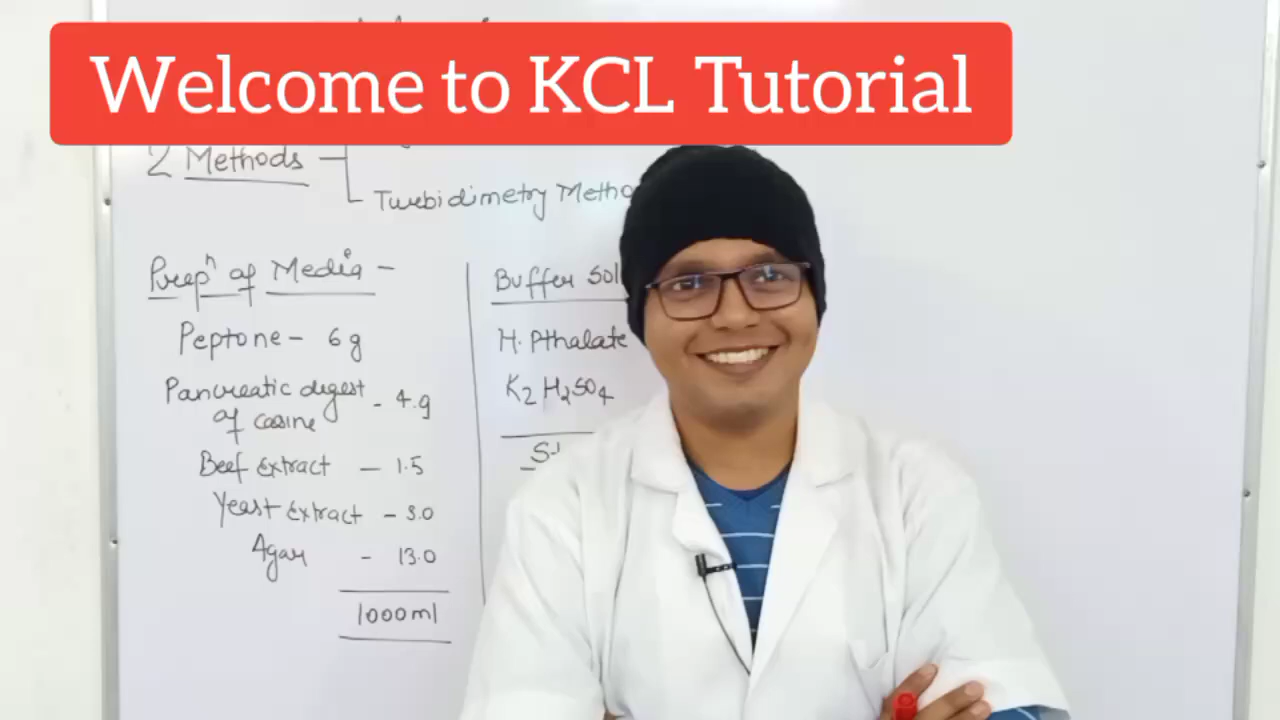 Welcome to KCL Tutorial
2 Methods
Turbidimetry Metho
Prepⁿ of Media -
Peptone - 6 g
Pancreatic digest
of casine - 4.g
Beef Extract - 1.5
Yeast Extract - 3.0
Agar - 13.0
1000 ml
Buffer Sol
H. Pthalate
K2 H2SO4